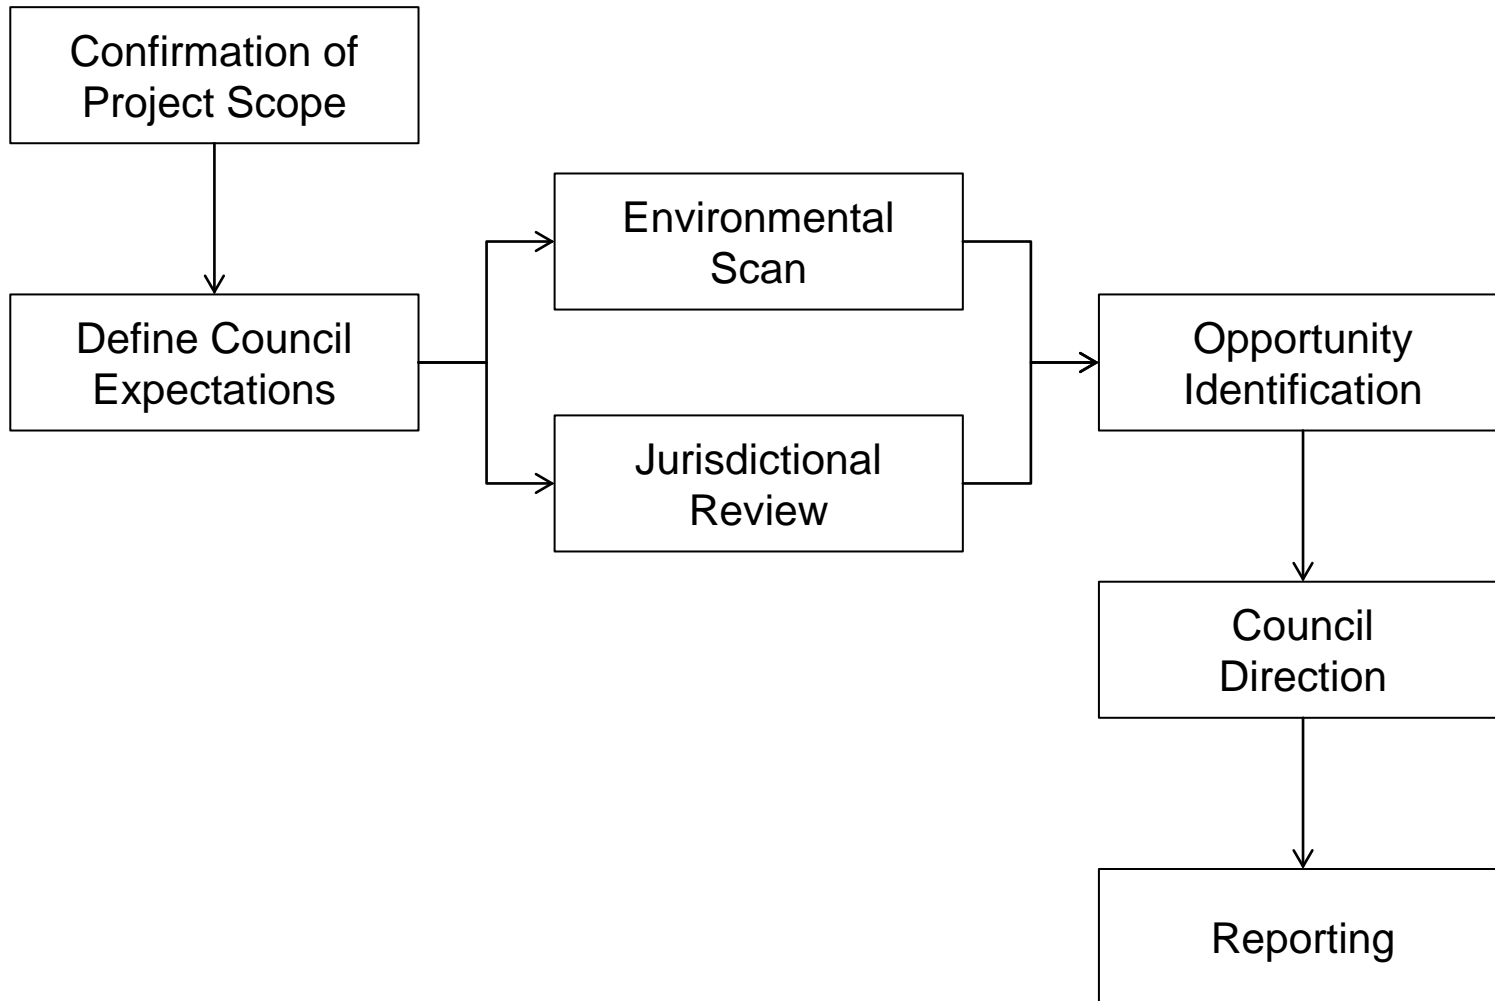 Confirmation of
Project Scope
Define Council
Expectations
Environmental
Scan
Jurisdictional
Review
Opportunity
Identification
Council
Direction
Reporting